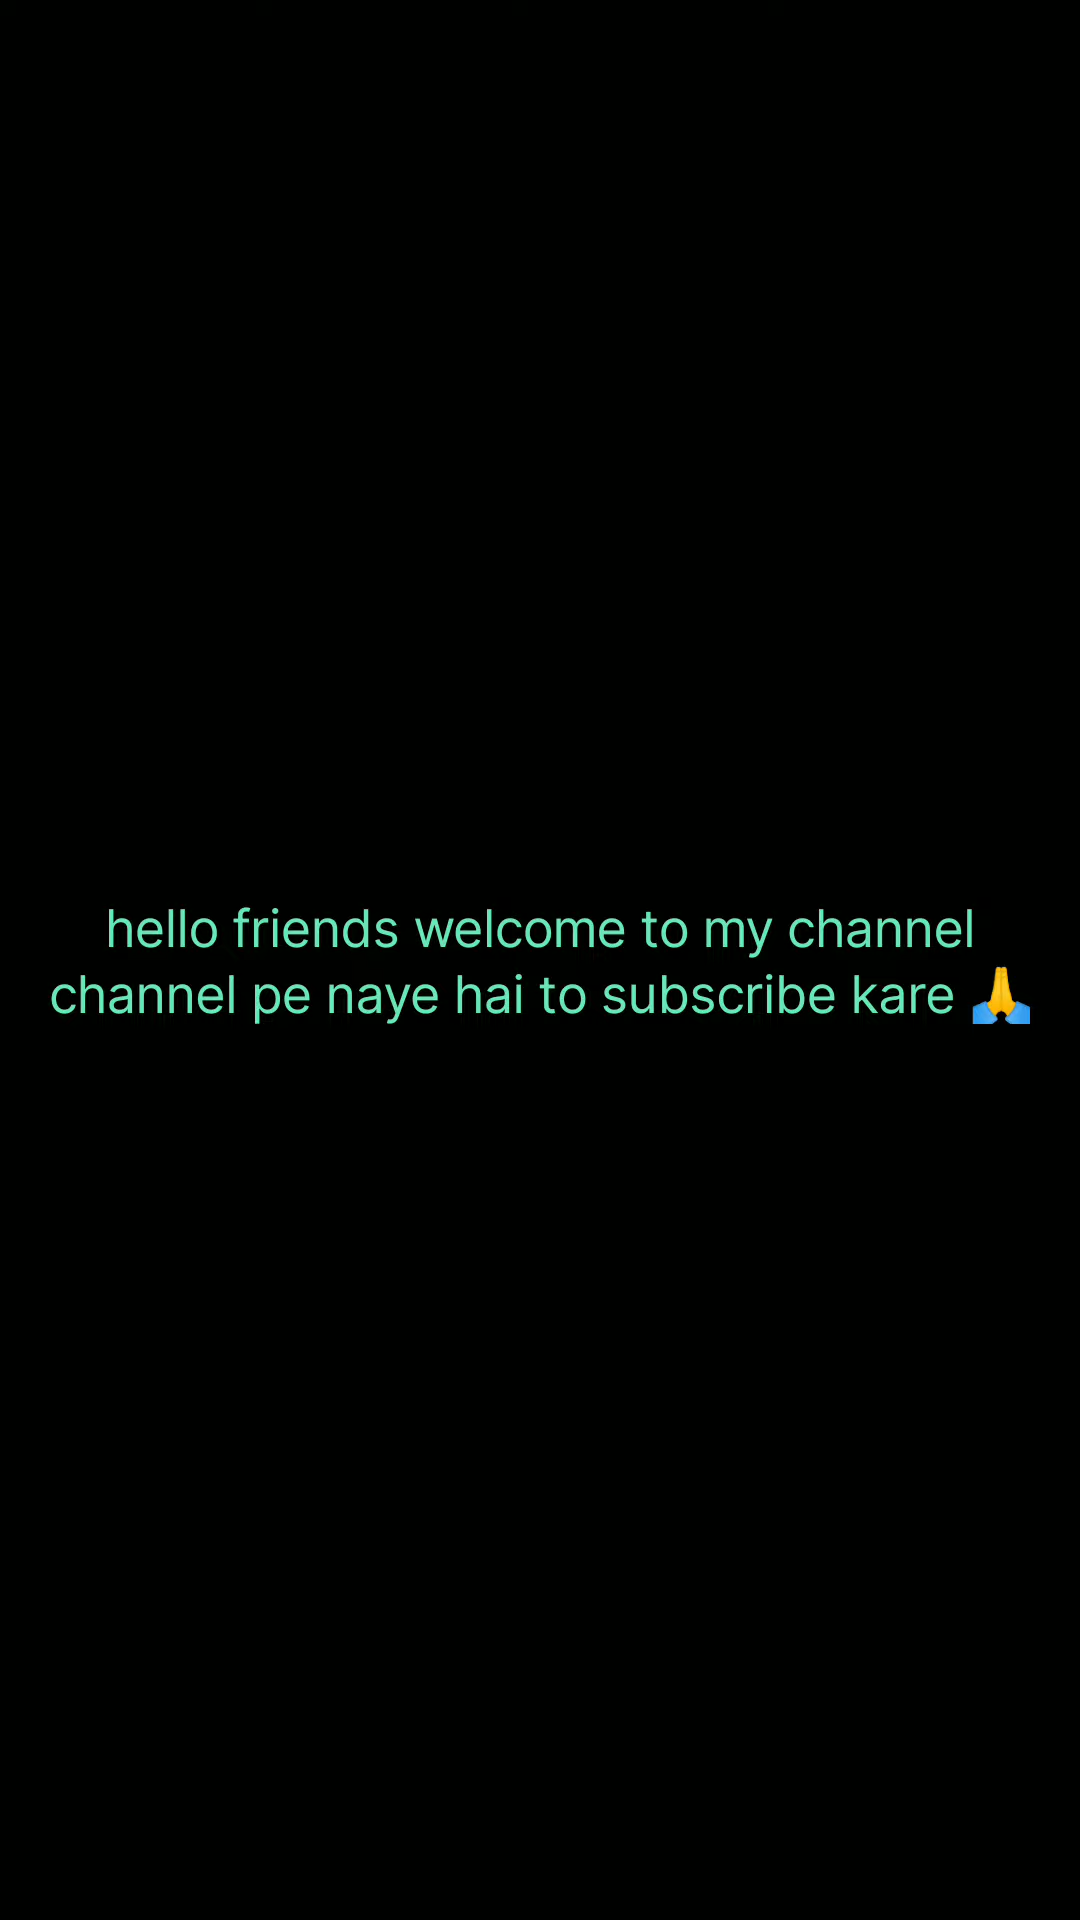 hello friends welcome to my channel
channel pe naye hai to subscribe kare 🙏